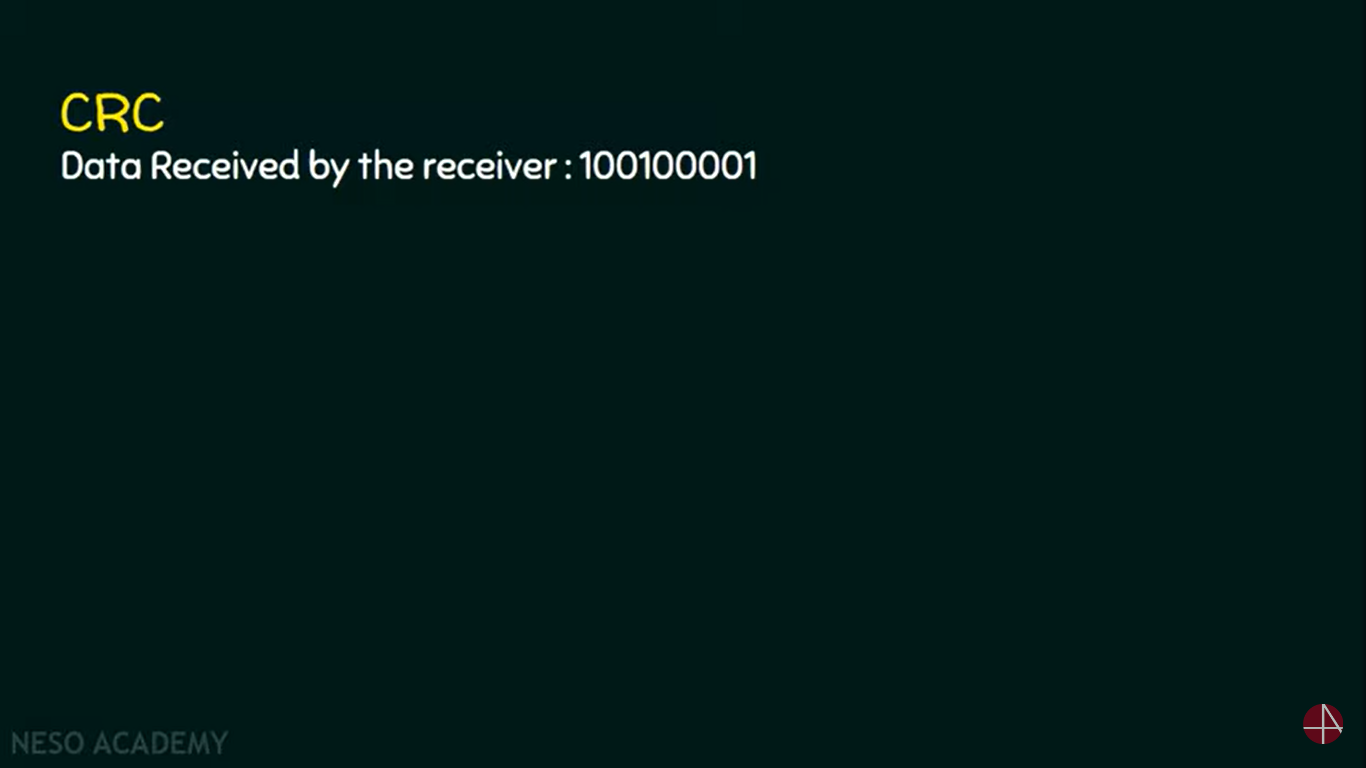 CRC
Data Received by the receiver : 100100001
NESO ACADEMY